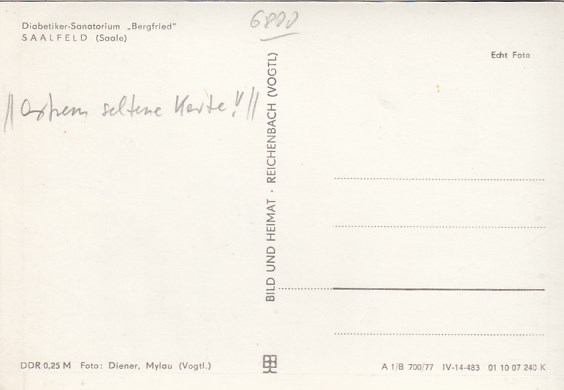 Diabetiker-Sanatorium „Bergfried"
SAALFELD (Saale)
6800
Echt Foto
// extrem seltene Karte!! //
BILD UND HEIMAT · REICHENBACH (VOGTL)
DDR 0,25 M Foto: Diener, Mylau (Vogtl.)
A 1/B 700/77 IV-14-483 01 10 07 240 K